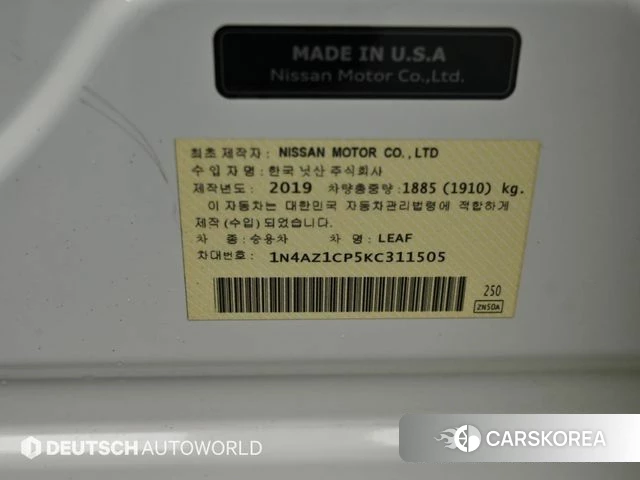 MADE IN U.S.A
Nissan Motor Co.,Ltd.
최초 제작자 : NISSAN MOTOR CO., LTD
수 입 자 명 : 한국 닛산 주식회사
제작년도 : 2019 차량총중량 : 1885 (1910) kg.
이 자동차는 대한민국 자동차관리법령에 적합하게
제작 (수입) 되었습니다.
차 종 : 승용차 차 명 : LEAF
차대번호 : 1N4AZ1CP5KC311505
250
2N50A
DEUTSCH AUTOWORLD
CARSKOREA